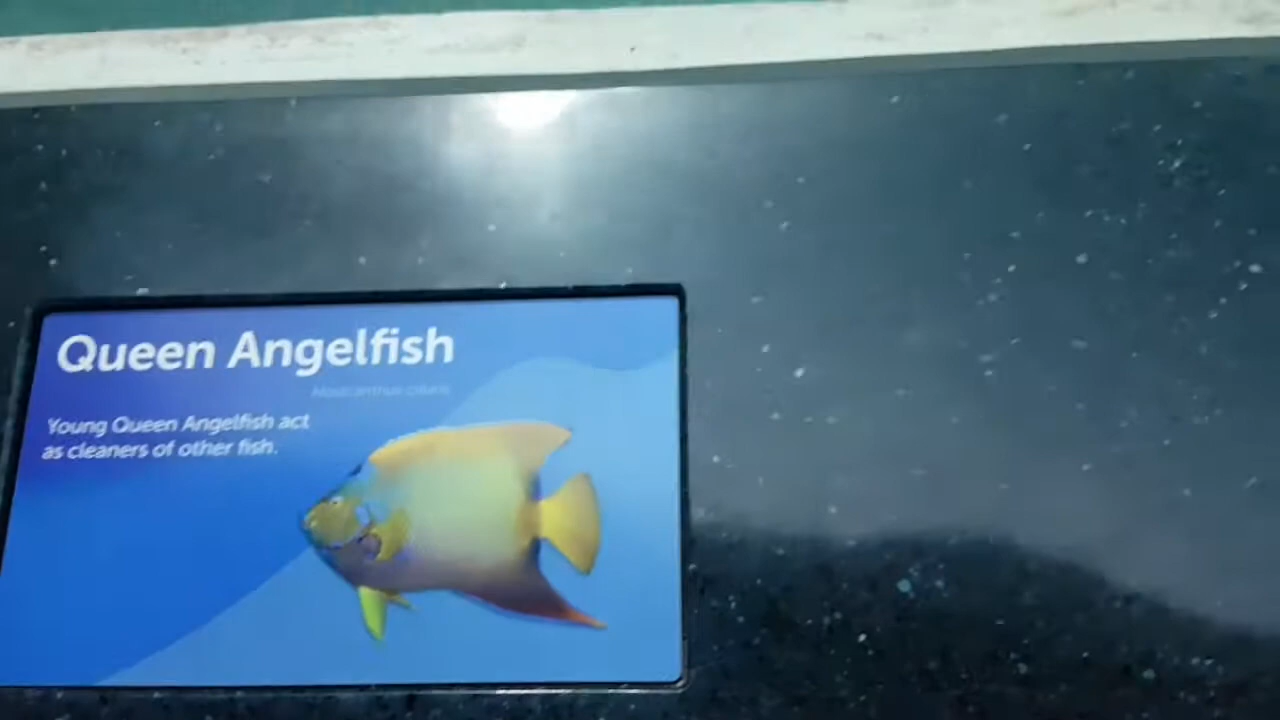 Queen Angelfish
Young Queen Angelfish act
as cleaners of other fish.